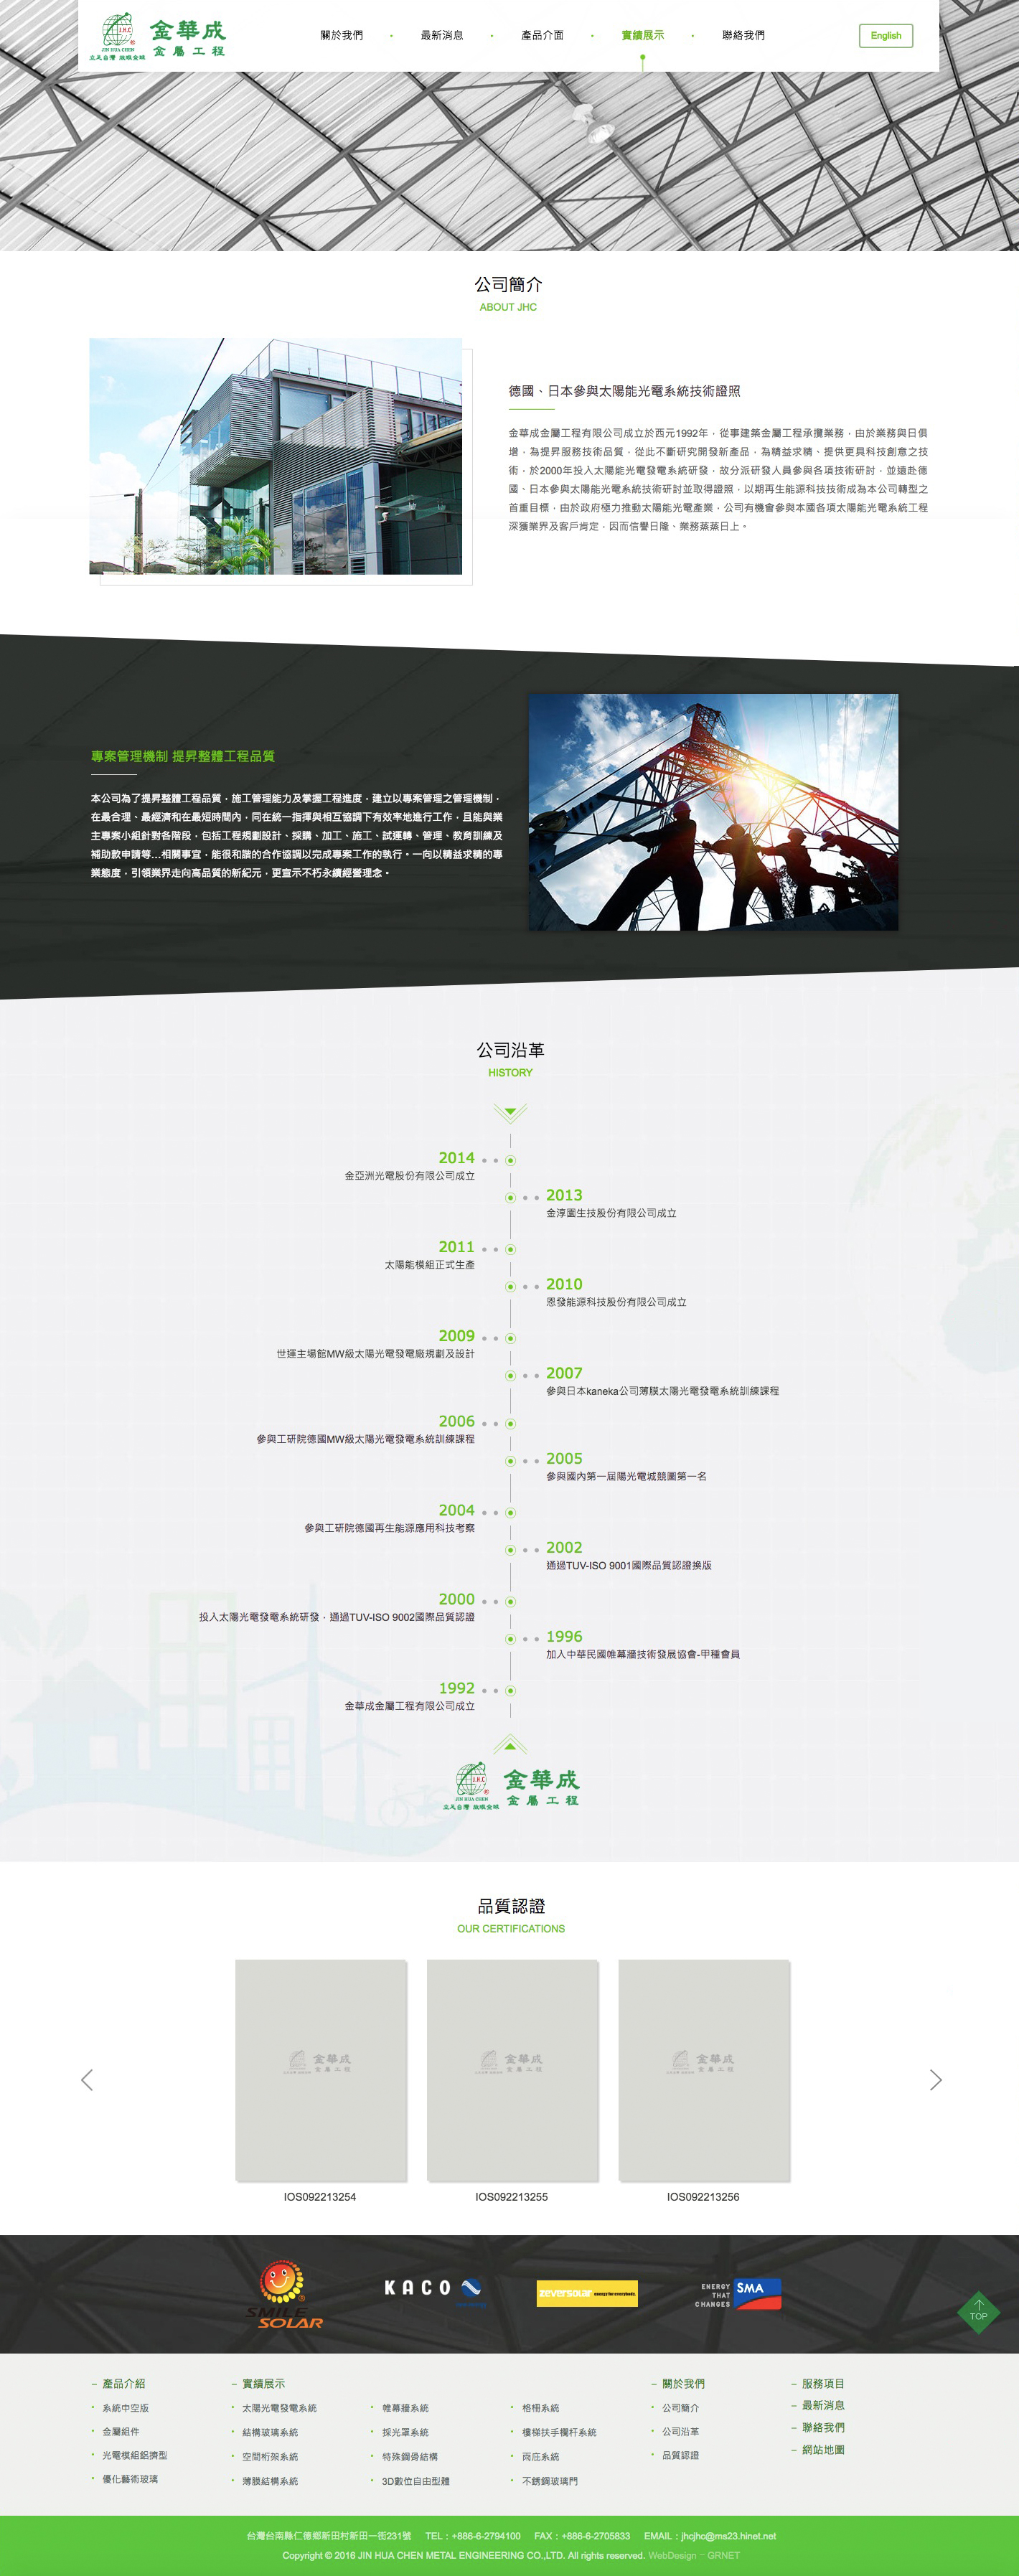 J.H.C
JIN HUA CHEN
立足台灣 放眼全球
金華成
金屬工程
關於我們
最新消息
產品介面
實績展示
聯絡我們
English
公司簡介
ABOUT JHC
德國、日本參與太陽能光電系統技術證照
金華成金屬工程有限公司成立於西元1992年，從事建築金屬工程承攬業務，由於業務與日俱
增，為提昇服務技術品質，從此不斷研究開發新產品，為精益求精、提供更具科技創意之技
術，於2000年投入太陽能光電發電系統研發，故分派研發人員參與各項技術研討，並遠赴德
國、日本參與太陽能光電系統技術研討並取得證照，以期再生能源科技技術成為本公司轉型之
首重目標，由於政府極力推動太陽能光電產業，公司有機會參與本國各項太陽能光電系統工程
深獲業界及客戶肯定，因而信譽日隆、業務蒸蒸日上。
專案管理機制 提昇整體工程品質
本公司為了提昇整體工程品質，施工管理能力及掌握工程進度，建立以專案管理之管理機制，
在最合理、最經濟和在最短時間內，同在統一指揮與相互協調下有效率地進行工作，且能與業
主專案小組針對各階段，包括工程規劃設計、採購、加工、施工、試運轉、管理、教育訓練及
補助款申請等...相關事宜，能很和諧的合作協調以完成專案工作的執行。一向以精益求精的專
業態度，引領業界走向高品質的新紀元，更宣示不朽永續經營理念。
公司沿革
HISTORY
2014
金亞洲光電股份有限公司成立
2013
金淳園生技股份有限公司成立
2011
太陽能模組正式生產
2010
恩發能源科技股份有限公司成立
2009
世運主場館MW級太陽光電發電廠規劃及設計
2007
參與日本kaneka公司薄膜太陽光電發電系統訓練課程
2006
參與工研院德國MW級太陽光電發電系統訓練課程
2005
參與國內第一屆陽光電城競圖第一名
2004
參與工研院德國再生能源應用科技考察
2002
通過TUV-ISO 9001國際品質認證換版
2000
投入太陽光電發電系統研發，通過TUV-ISO 9002國際品質認證
1996
加入中華民國帷幕牆技術發展協會-甲種會員
1992
金華成金屬工程有限公司成立
J.H.C
JIN HUA CHEN
立足台灣 放眼全球
金華成
金屬工程
品質認證
OUR CERTIFICATIONS
金華成
金屬工程
金華成
金屬工程
金華成
金屬工程
IOS092213254
IOS092213255
IOS092213256
SMILE
SOLAR
KACO
zeversolar energy for everybody.
ENERGY
THAT
CHANGES
SMA
TOP
– 產品介紹
系統中空版
金屬組件
光電模組鋁擠型
優化藝術玻璃
– 實績展示
太陽光電發電系統
結構玻璃系統
空間桁架系統
薄膜結構系統
帷幕牆系統
採光罩系統
特殊鋼骨結構
3D數位自由型體
格柵系統
樓梯扶手欄杆系統
雨庇系統
不銹鋼玻璃門
– 關於我們
公司簡介
公司沿革
品質認證
– 服務項目
– 最新消息
– 聯絡我們
– 網站地圖
台灣台南縣仁德鄉新田村新田一街231號 TEL：+886-6-2794100 FAX：+886-6-2705833 EMAIL：jhcjhc@ms23.hinet.net
Copyright © 2016 JIN HUA CHEN METAL ENGINEERING CO.,LTD. All rights reserved. WebDesign － GRNET